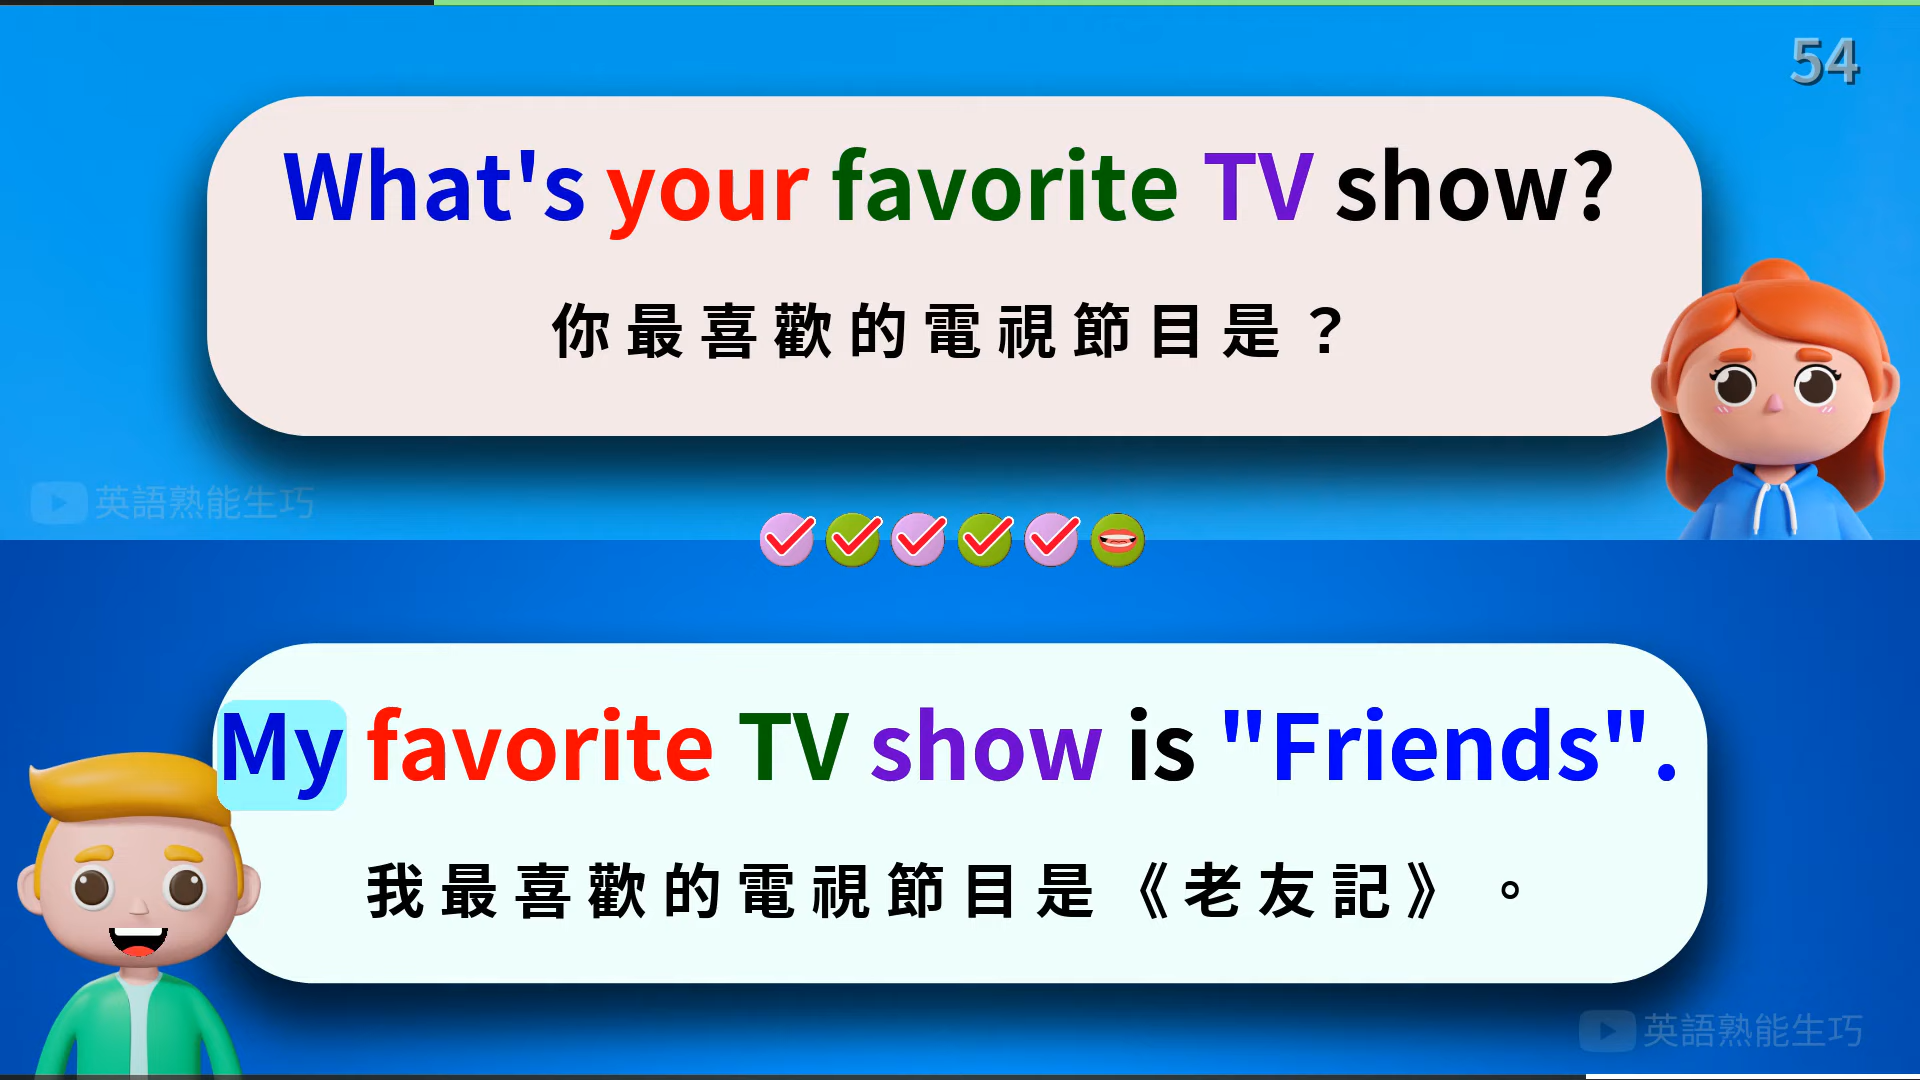 54
What's your favorite TV show?
你最喜歡的電視節目是？
英語熟能生巧
My favorite TV show is "Friends".
我最喜歡的電視節目是《老友記》。
英語熟能生巧